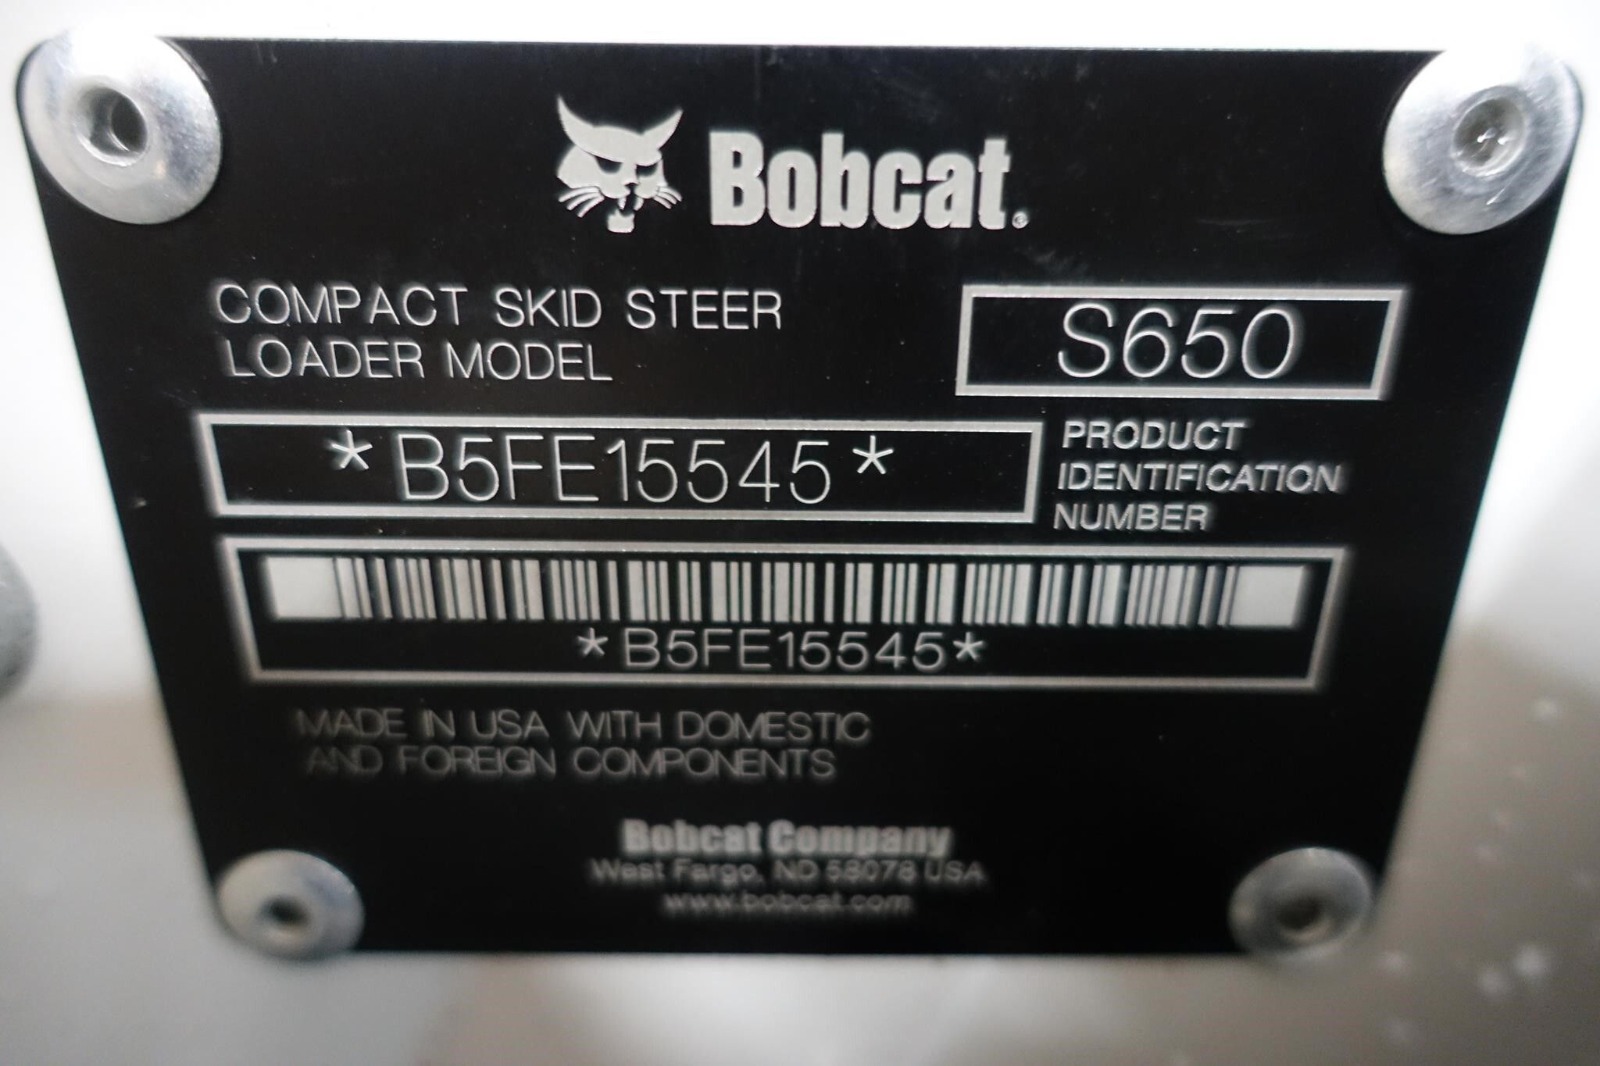 Bobcat®
COMPACT SKID STEER
LOADER MODEL
S650
*B5FE15545*
PRODUCT
IDENTIFICATION
NUMBER
*B5FE15545*
MADE IN USA WITH DOMESTIC
AND FOREIGN COMPONENTS
Bobcat Company
West Fargo, ND 58078 USA
www.bobcat.com